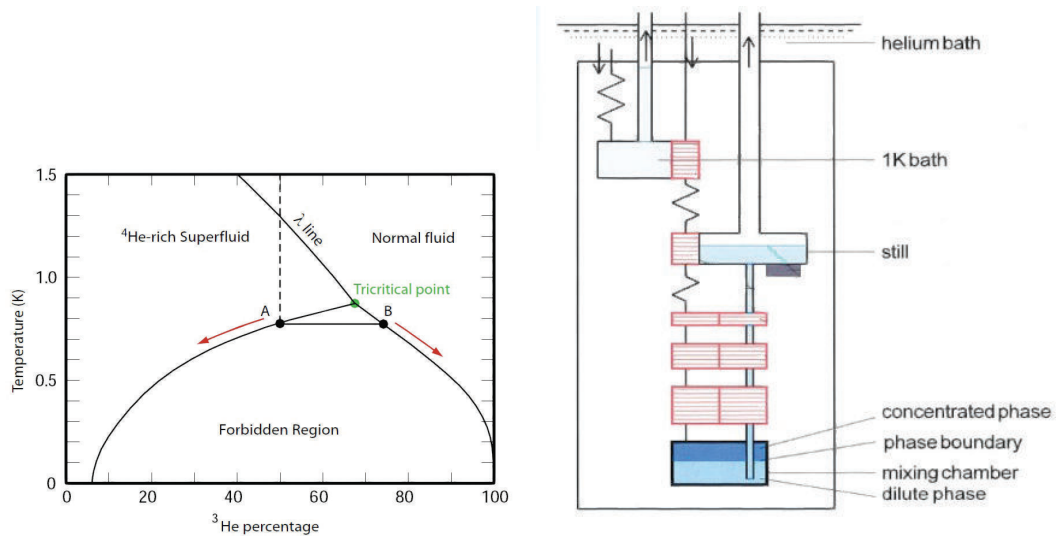 1.5
1.0
0.5
0
Temperature (K)
⁴He-rich Superfluid
λ line
Normal fluid
Tricritical point
A
B
Forbidden Region
0
20
40
60
80
100
³He percentage
helium bath
1K bath
still
concentrated phase
phase boundary
mixing chamber
dilute phase